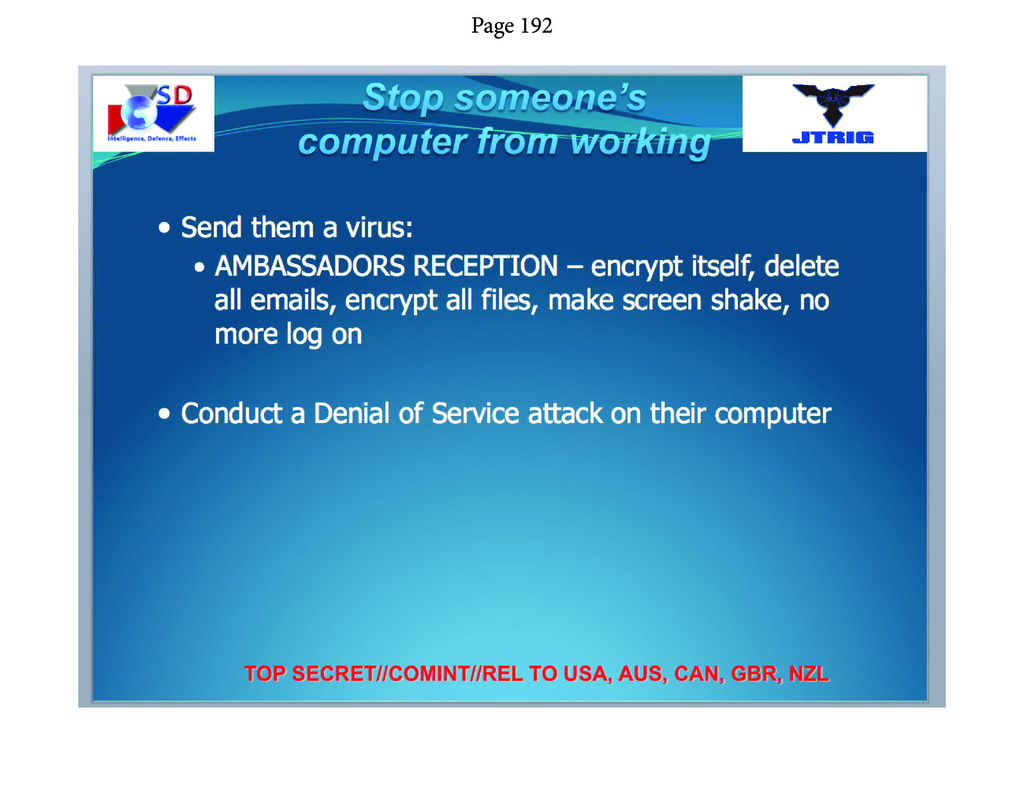 Page 192
SD
Intelligence, Defence, Effects
Stop someone's
computer from working
JTRIG
• Send them a virus:
• AMBASSADORS RECEPTION – encrypt itself, delete
all emails, encrypt all files, make screen shake, no
more log on
• Conduct a Denial of Service attack on their computer
TOP SECRET//COMINT//REL TO USA, AUS, CAN, GBR, NZL